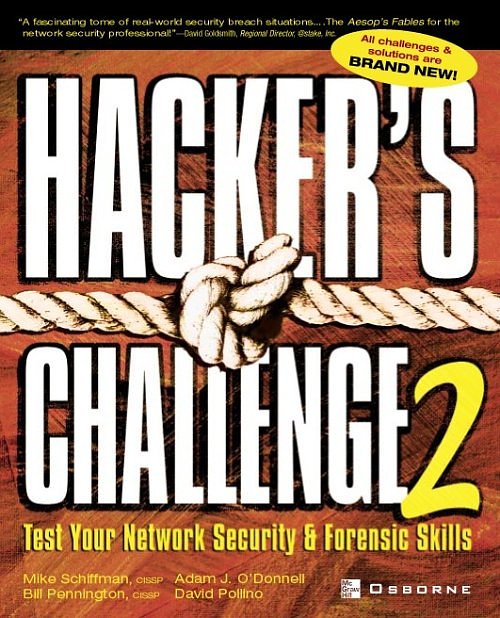 “A fascinating tome of real-world security breach situations....The Aesop's Fables for the
network security professional!”—David Goldsmith, Regional Director, @stake, Inc.
All challenges &
solutions are
BRAND NEW!
HACKER'S
CHALLENGE 2
Test Your Network Security & Forensic Skills
Mike Schiffman, CISSP Adam J. O'Donnell
Bill Pennington, CISSP David Pollino
Mc
Graw
Hill
OSBORNE